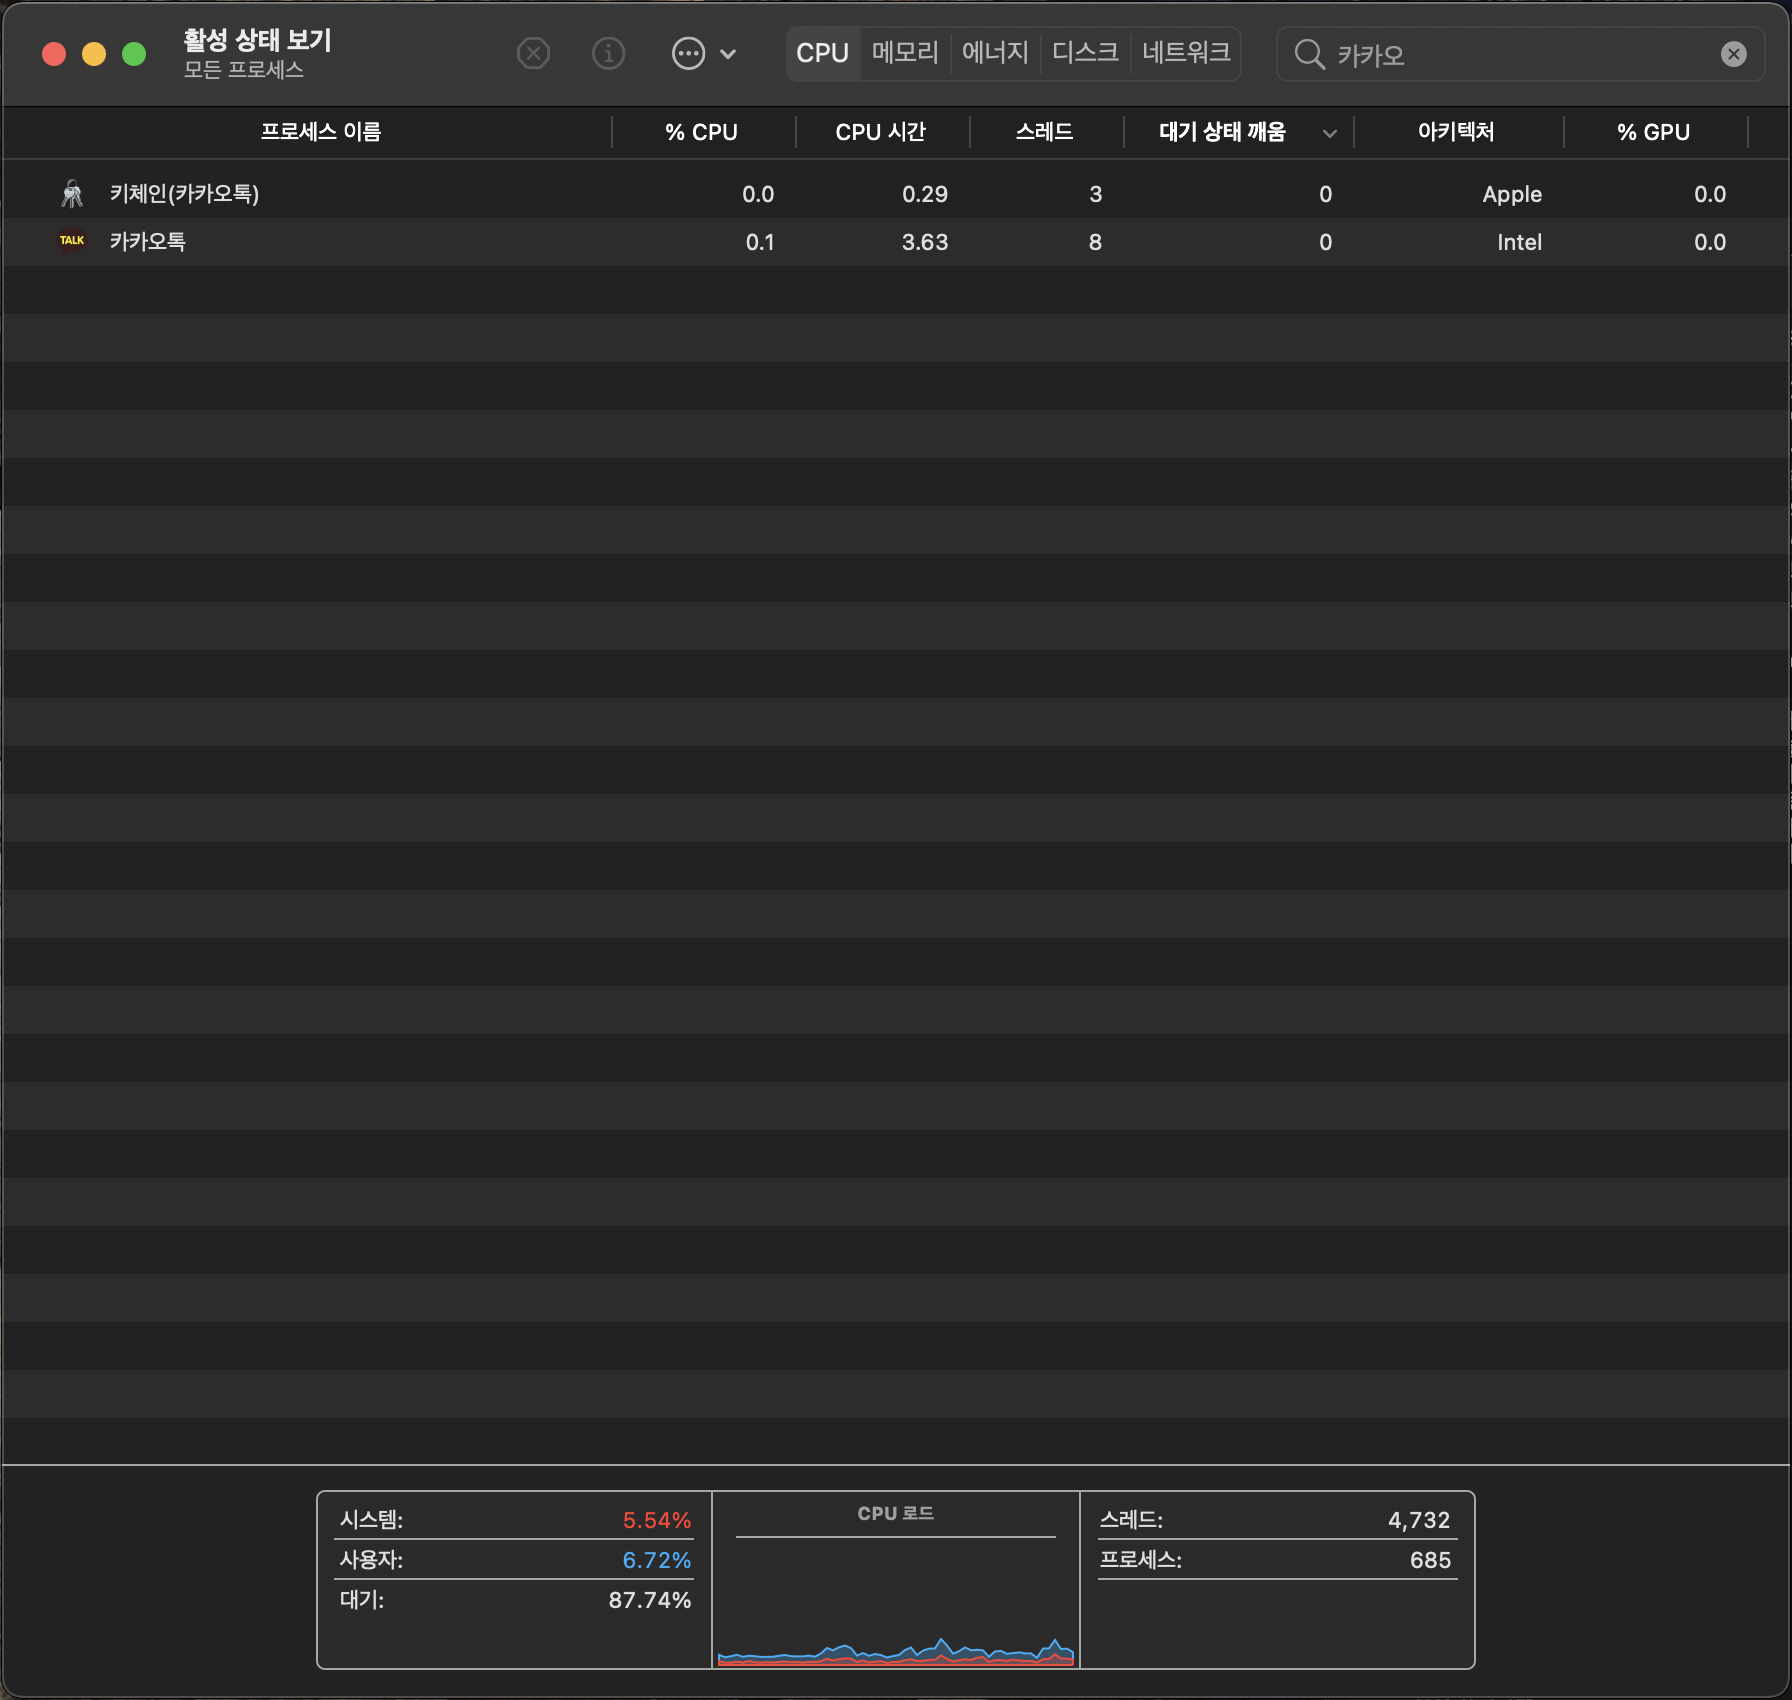 활성 상태 보기
모든 프로세스
CPU 메모리 에너지 디스크 네트워크
카카오
프로세스 이름 % CPU CPU 시간 스레드 대기 상태 깨움 아키텍처 % GPU
키체인(카카오톡) 0.0 0.29 3 0 Apple 0.0
TALK 카카오톡 0.1 3.63 8 0 Intel 0.0
시스템: 5.54%
사용자: 6.72%
대기: 87.74%
CPU 로드
스레드: 4,732
프로세스: 685